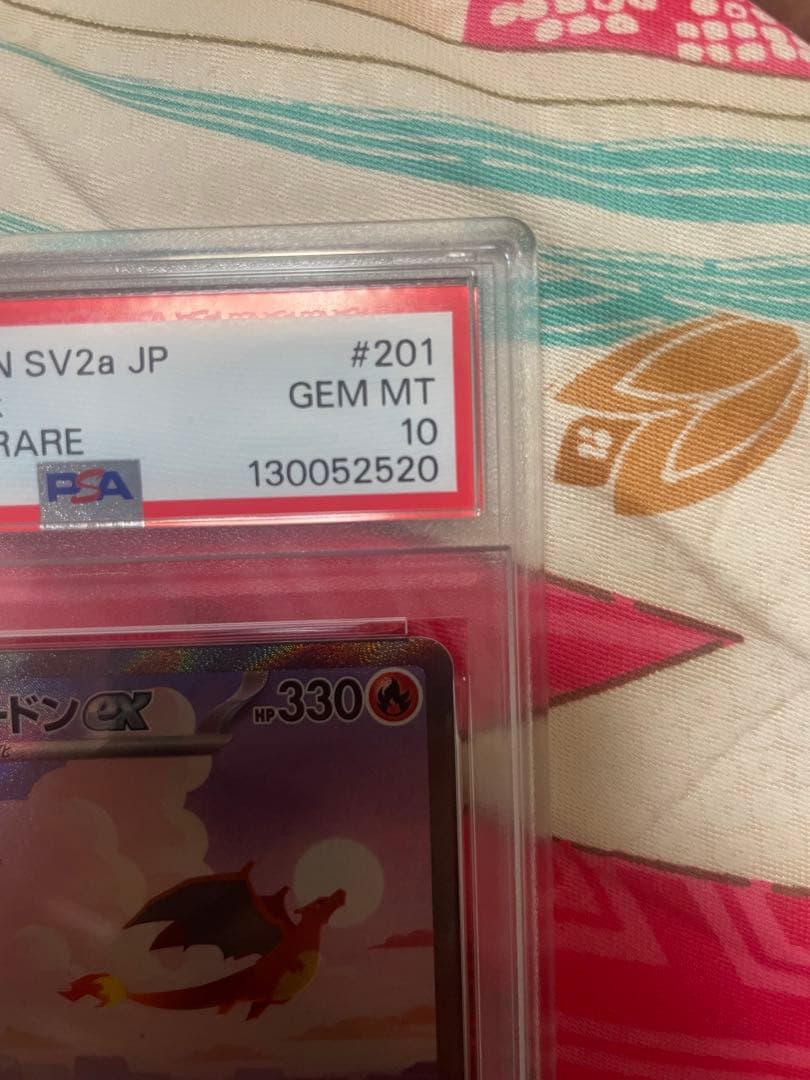 N SV2a JP #201
GEM MT
RARE 10
PSA 130052520
ードンex HP330